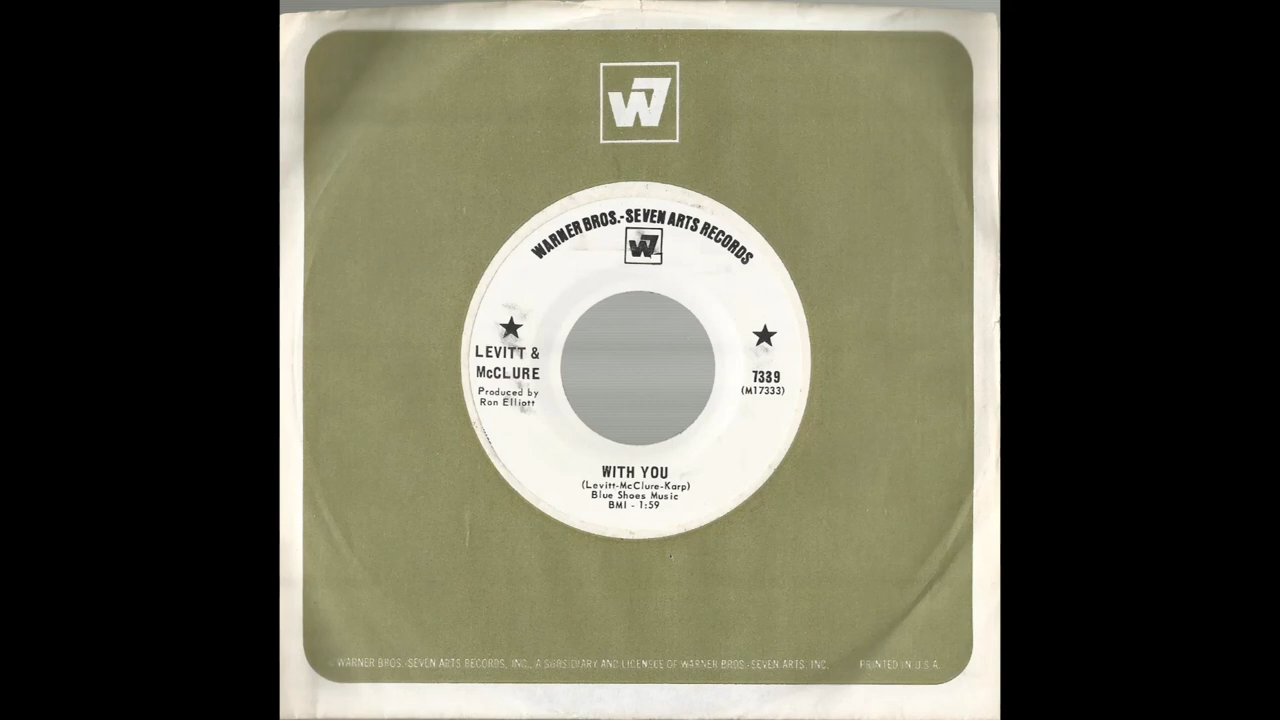 W7
WARNER BROS.-SEVEN ARTS RECORDS
W7
LEVITT &
McCLURE
Produced by
Ron Elliott
7339
(M17333)
WITH YOU
(Levitt-McClure-Karp)
Blue Shoes Music
BMI - 1:59
WARNER BROS.-SEVEN ARTS RECORDS, INC., A SUBSIDIARY AND LICENSEE OF WARNER BROS.-SEVEN ARTS, INC. PRINTED IN U.S.A.